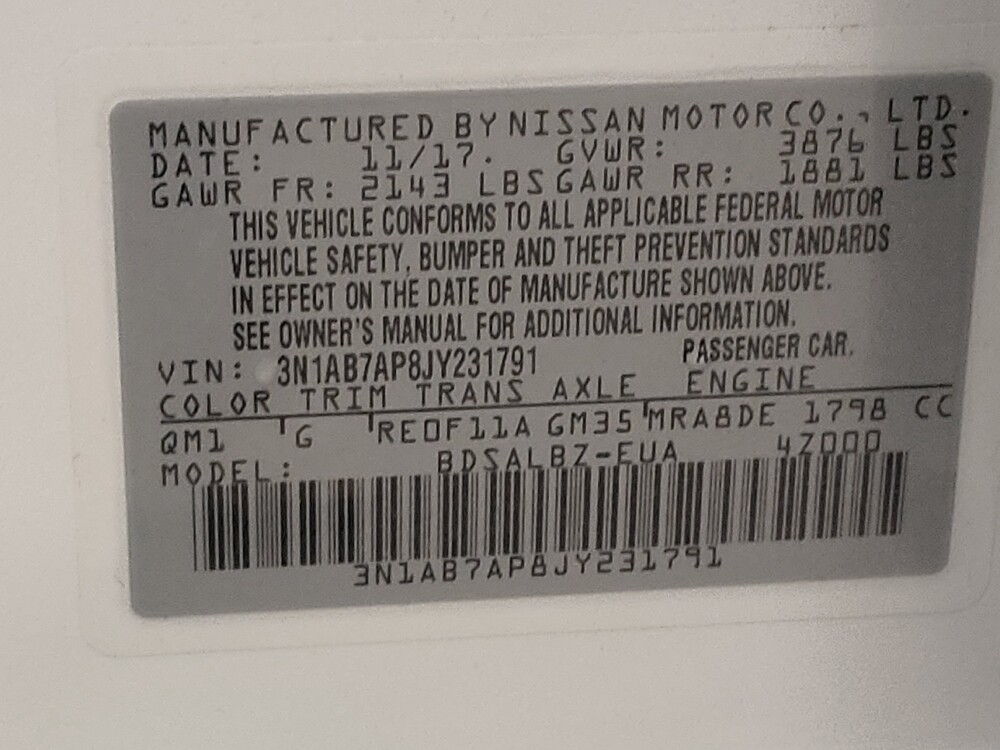 MANUFACTURED BY NISSAN MOTOR CO., LTD.
DATE: 11/17. GVWR: 3876 LBS
GAWR FR: 2143 LBS GAWR RR: 1881 LBS
THIS VEHICLE CONFORMS TO ALL APPLICABLE FEDERAL MOTOR
VEHICLE SAFETY, BUMPER AND THEFT PREVENTION STANDARDS
IN EFFECT ON THE DATE OF MANUFACTURE SHOWN ABOVE.
SEE OWNER'S MANUAL FOR ADDITIONAL INFORMATION.
VIN: 3N1AB7AP8JY231791 PASSENGER CAR.
COLOR TRIM TRANS AXLE ENGINE
QM1 G RE0F11A GM35 MRA8DE 1798 CC
MODEL: BDSALBZ-EUA 4Z000
3N1AB7AP8JY231791